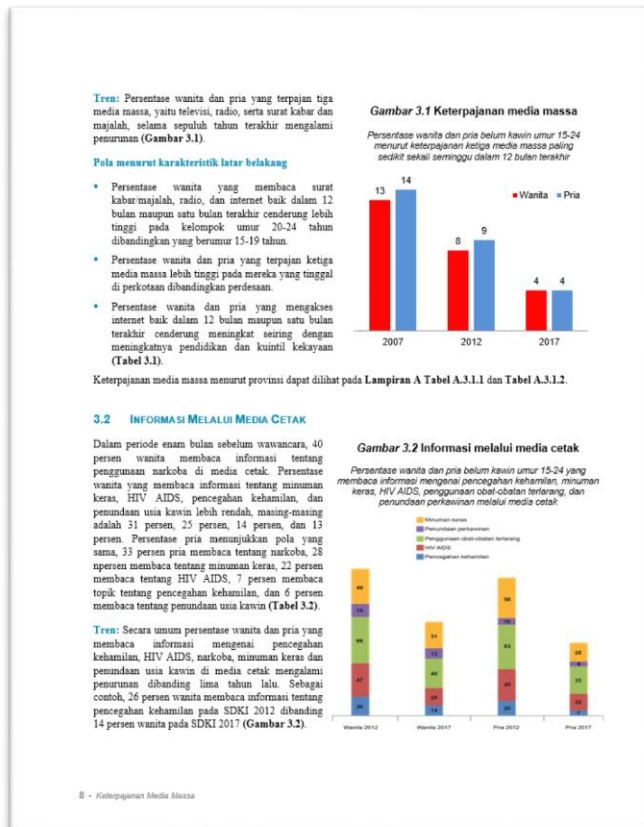 Tren: Persentase wanita dan pria yang terpajan tiga
media massa, yaitu televisi, radio, serta surat kabar dan
majalah, selama sepuluh tahun terakhir mengalami
penurunan (Gambar 3.1).
Pola menurut karakteristik latar belakang
▪ Persentase wanita yang membaca surat
kabar/majalah, radio, dan internet baik dalam 12
bulan maupun satu bulan terakhir cenderung lebih
tinggi pada kelompok umur 20-24 tahun
dibandingkan yang berumur 15-19 tahun.
▪ Persentase wanita dan pria yang terpajan ketiga
media massa lebih tinggi pada mereka yang tinggal
di perkotaan dibandingkan perdesaan.
▪ Persentase wanita dan pria yang mengakses
internet baik dalam 12 bulan maupun satu bulan
terakhir cenderung meningkat seiring dengan
meningkatnya pendidikan dan kuintil kekayaan
(Tabel 3.1).
Gambar 3.1 Keterpajanan media massa
Persentase wanita dan pria belum kawin umur 15-24
menurut keterpajanan ketiga media massa paling
sedikit sekali seminggu dalam 12 bulan terakhir
Wanita Pria
13 14
8 9
4 4
2007 2012 2017
Keterpajanan media massa menurut provinsi dapat dilihat pada Lampiran A Tabel A.3.1.1 dan Tabel A.3.1.2.
3.2 INFORMASI MELALUI MEDIA CETAK
Dalam periode enam bulan sebelum wawancara, 40
persen wanita membaca informasi tentang
penggunaan narkoba di media cetak. Persentase
wanita yang membaca informasi tentang minuman
keras, HIV AIDS, pencegahan kehamilan, dan
penundaan usia kawin lebih rendah, masing-masing
adalah 31 persen, 25 persen, 14 persen, dan 13
persen. Persentase pria menunjukkan pola yang
sama, 33 persen pria membaca tentang narkoba, 28
npersen membaca tentang minuman keras, 22 persen
membaca tentang HIV AIDS, 7 persen membaca
topik tentang pencegahan kehamilan, dan 6 persen
membaca tentang penundaan usia kawin (Tabel 3.2).
Tren: Secara umum persentase wanita dan pria yang
membaca informasi mengenai pencegahan
kehamilan, HIV AIDS, narkoba, minuman keras dan
penundaan usia kawin di media cetak mengalami
penurunan dibanding lima tahun lalu. Sebagai
contoh, 26 persen wanita membaca informasi tentang
pencegahan kehamilan pada SDKI 2012 dibanding
14 persen wanita pada SDKI 2017 (Gambar 3.2).
Gambar 3.2 Informasi melalui media cetak
Persentase wanita dan pria belum kawin umur 15-24 yang
membaca informasi mengenai pencegahan kehamilan, minuman
keras, HIV AIDS, penggunaan obat-obatan terlarang, dan
penundaan perkawinan melalui media cetak
Minuman keras
Penundaan perkawinan
Penggunaan obat-obatan terlarang
HIV AIDS
Pencegahan kehamilan
31 56 28
13
40 63 33
47 25 22
26 14 7
Wanita 2012 Wanita 2017 Pria 2012 Pria 2017
8 - Keterpajanan Media Massa